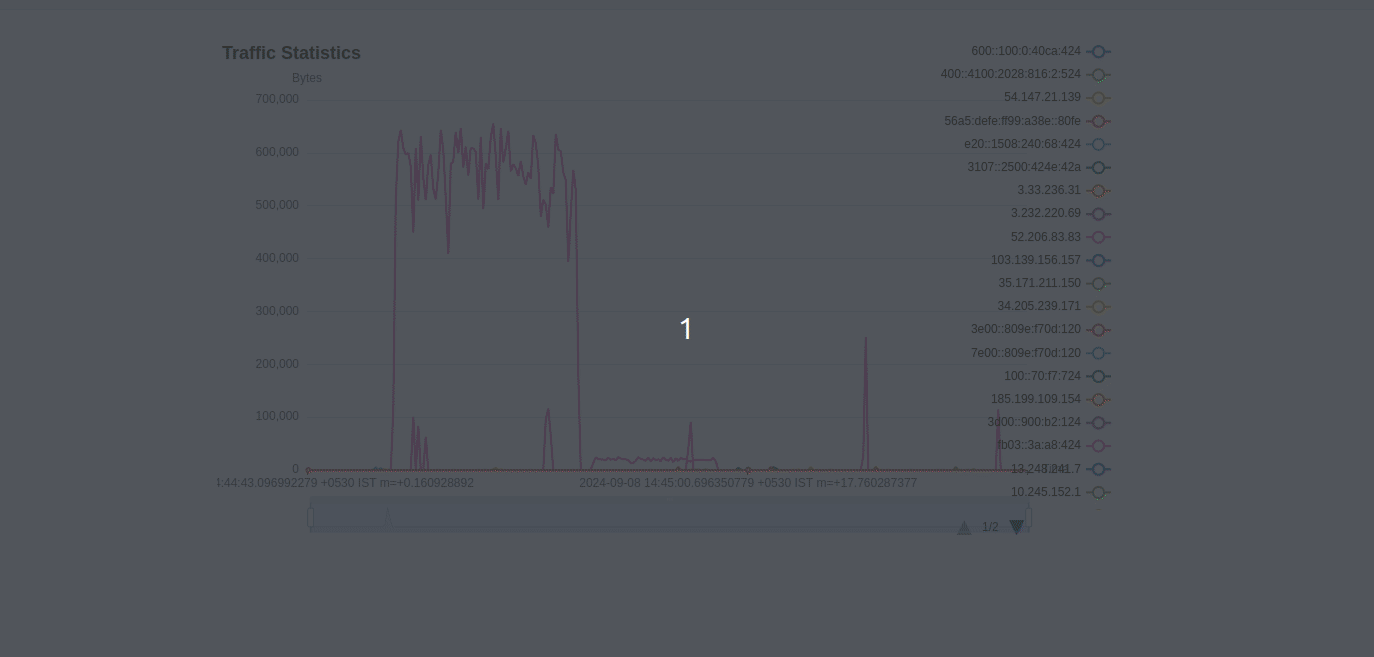 Traffic Statistics
Bytes
700,000
600,000
500,000
400,000
300,000
200,000
100,000
0
:44:43.096992279 +0530 IST m=+0.160928892
2024-09-08 14:45:00.696350779 +0530 IST m=+17.760287377
1
600::100:0:40ca:424
400::4100:2028:816:2:524
54.147.21.139
56a5:defe:ff99:a38e::80fe
e20::1508:240:68:424
3107::2500:424e:42a
3.33.236.31
3.232.220.69
52.206.83.83
103.139.156.157
35.171.211.150
34.205.239.171
3e00::809e:f70d:120
7e00::809e:f70d:120
100::70:f7:724
185.199.109.154
3d00::900:b2:124
fb03::3a:a8:424
13.248.241.7
10.245.152.1
1/2